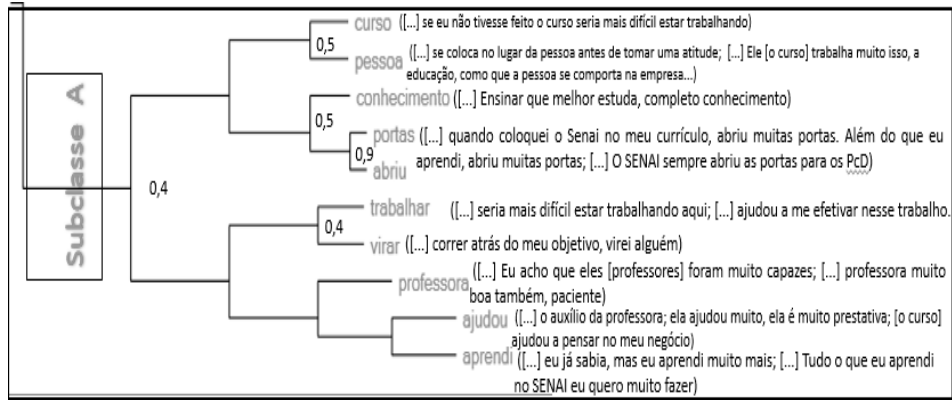 curso ([...] se eu não tivesse feito o curso seria mais difícil estar trabalhando)
0,5
pessoa ([...] se coloca no lugar da pessoa antes de tomar uma atitude; [...] Ele [o curso] trabalha muito isso, a
educação, como que a pessoa se comporta na empresa...)
Subclasse A
conhecimento ([...] Ensinar que melhor estuda, completo conhecimento)
0,5
portas ([...] quando coloquei o Senai no meu currículo, abriu muitas portas. Além do que eu
0,9 aprendi, abriu muitas portas; [...] O SENAI sempre abriu as portas para os PcD)
abriu
0,4
trabalhar ([...] seria mais difícil estar trabalhando aqui; [...] ajudou a me efetivar nesse trabalho.
0,4
virar ([...] correr atrás do meu objetivo, virei alguém)
professora ([...] Eu acho que eles [professores] foram muito capazes; [...] professora muito
boa também, paciente)
ajudou ([...] o auxílio da professora; ela ajudou muito, ela é muito prestativa; [o curso]
ajudou a pensar no meu negócio)
aprendi ([...] eu já sabia, mas eu aprendi muito mais; [...] Tudo o que eu aprendi
no SENAI eu quero muito fazer)